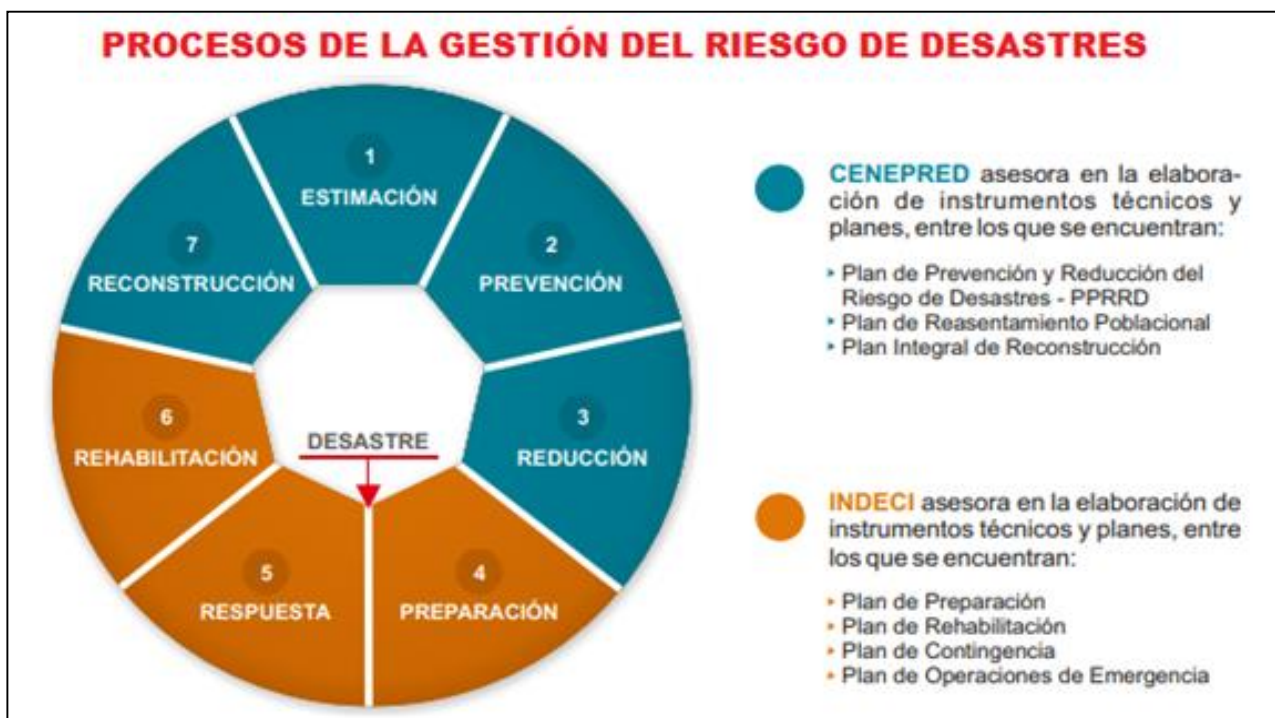 PROCESOS DE LA GESTIÓN DEL RIESGO DE DESASTRES
1
ESTIMACIÓN
2
PREVENCIÓN
3
REDUCCIÓN
4
PREPARACIÓN
5
RESPUESTA
6
REHABILITACIÓN
7
RECONSTRUCCIÓN
DESASTRE
CENEPRED asesora en la elabora-
ción de instrumentos técnicos y
planes, entre los que se encuentran:
‣ Plan de Prevención y Reducción del
Riesgo de Desastres - PPRRD
‣ Plan de Reasentamiento Poblacional
‣ Plan Integral de Reconstrucción
INDECI asesora en la elaboración de
instrumentos técnicos y planes, entre
los que se encuentran:
‣ Plan de Preparación
‣ Plan de Rehabilitación
‣ Plan de Contingencia
‣ Plan de Operaciones de Emergencia